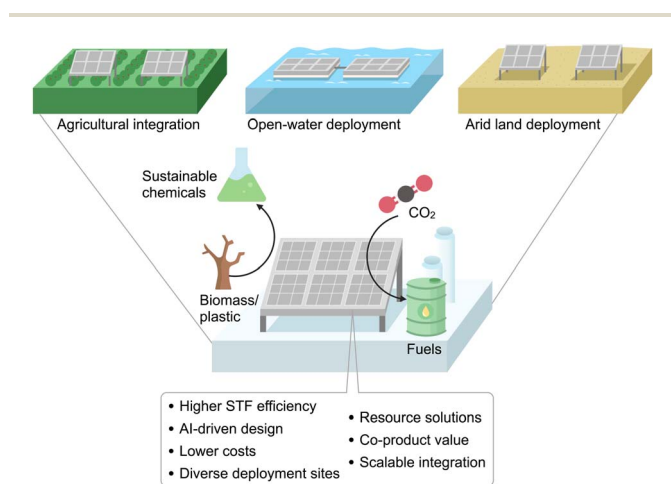 Agricultural integration
Open-water deployment
Arid land deployment
Sustainable
chemicals
CO₂
Biomass/
plastic
Fuels
• Higher STF efficiency
• AI-driven design
• Lower costs
• Diverse deployment sites
• Resource solutions
• Co-product value
• Scalable integration